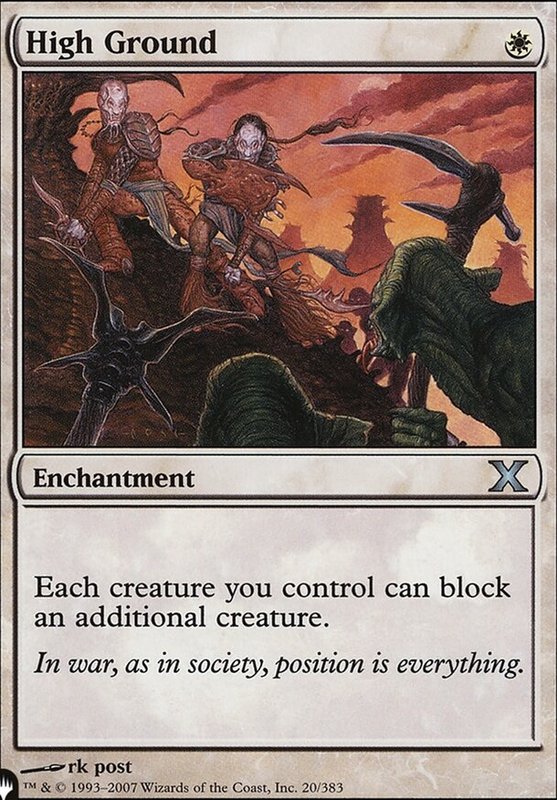 High Ground
Enchantment
X
Each creature you control can block
an additional creature.
In war, as in society, position is everything.
rk post
™ & © 1993–2007 Wizards of the Coast, Inc. 20/383